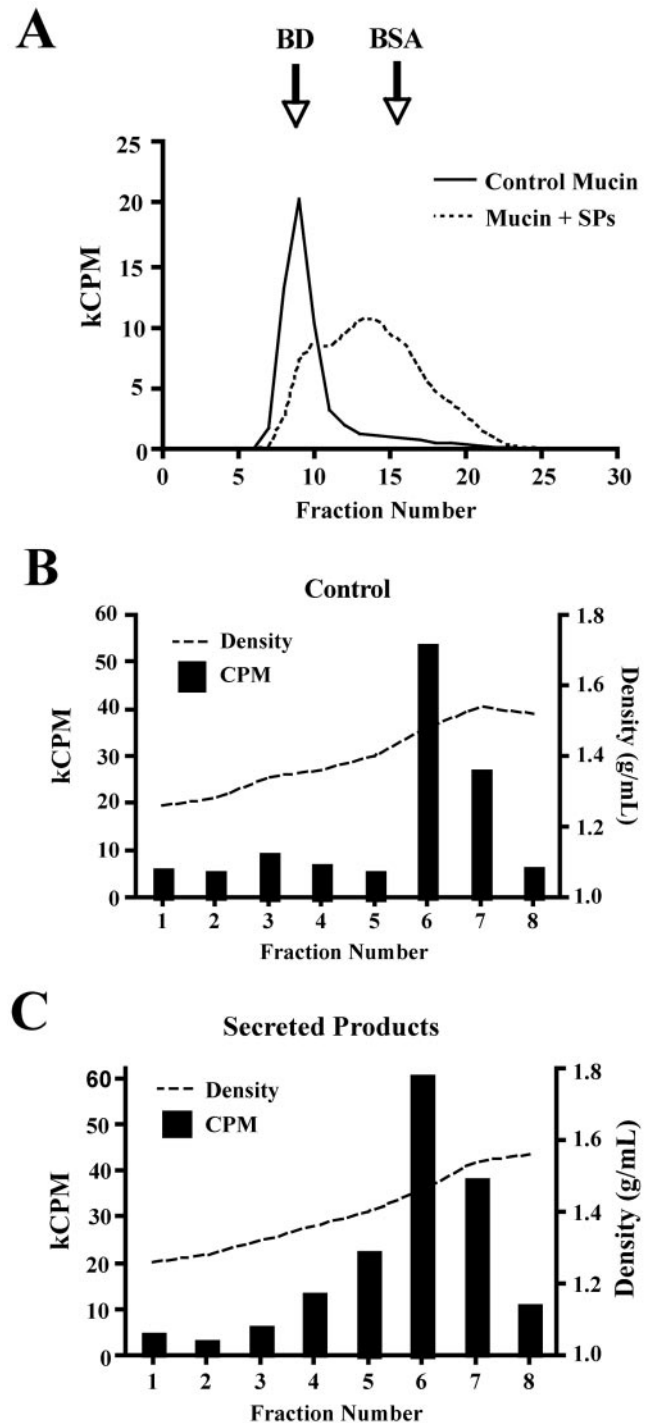 A
BD BSA
25
20
15
10
5
0
kCPM
Control Mucin
Mucin + SPs
0 5 10 15 20 25 30
Fraction Number
B
Control
60
50
40
30
20
10
0
kCPM
Density
CPM
1.8
1.6
1.4
1.2
1.0
Density (g/mL)
1 2 3 4 5 6 7 8
Fraction Number
C
Secreted Products
60
50
40
30
20
10
0
kCPM
Density
CPM
1.8
1.6
1.4
1.2
1.0
Density (g/mL)
1 2 3 4 5 6 7 8
Fraction Number